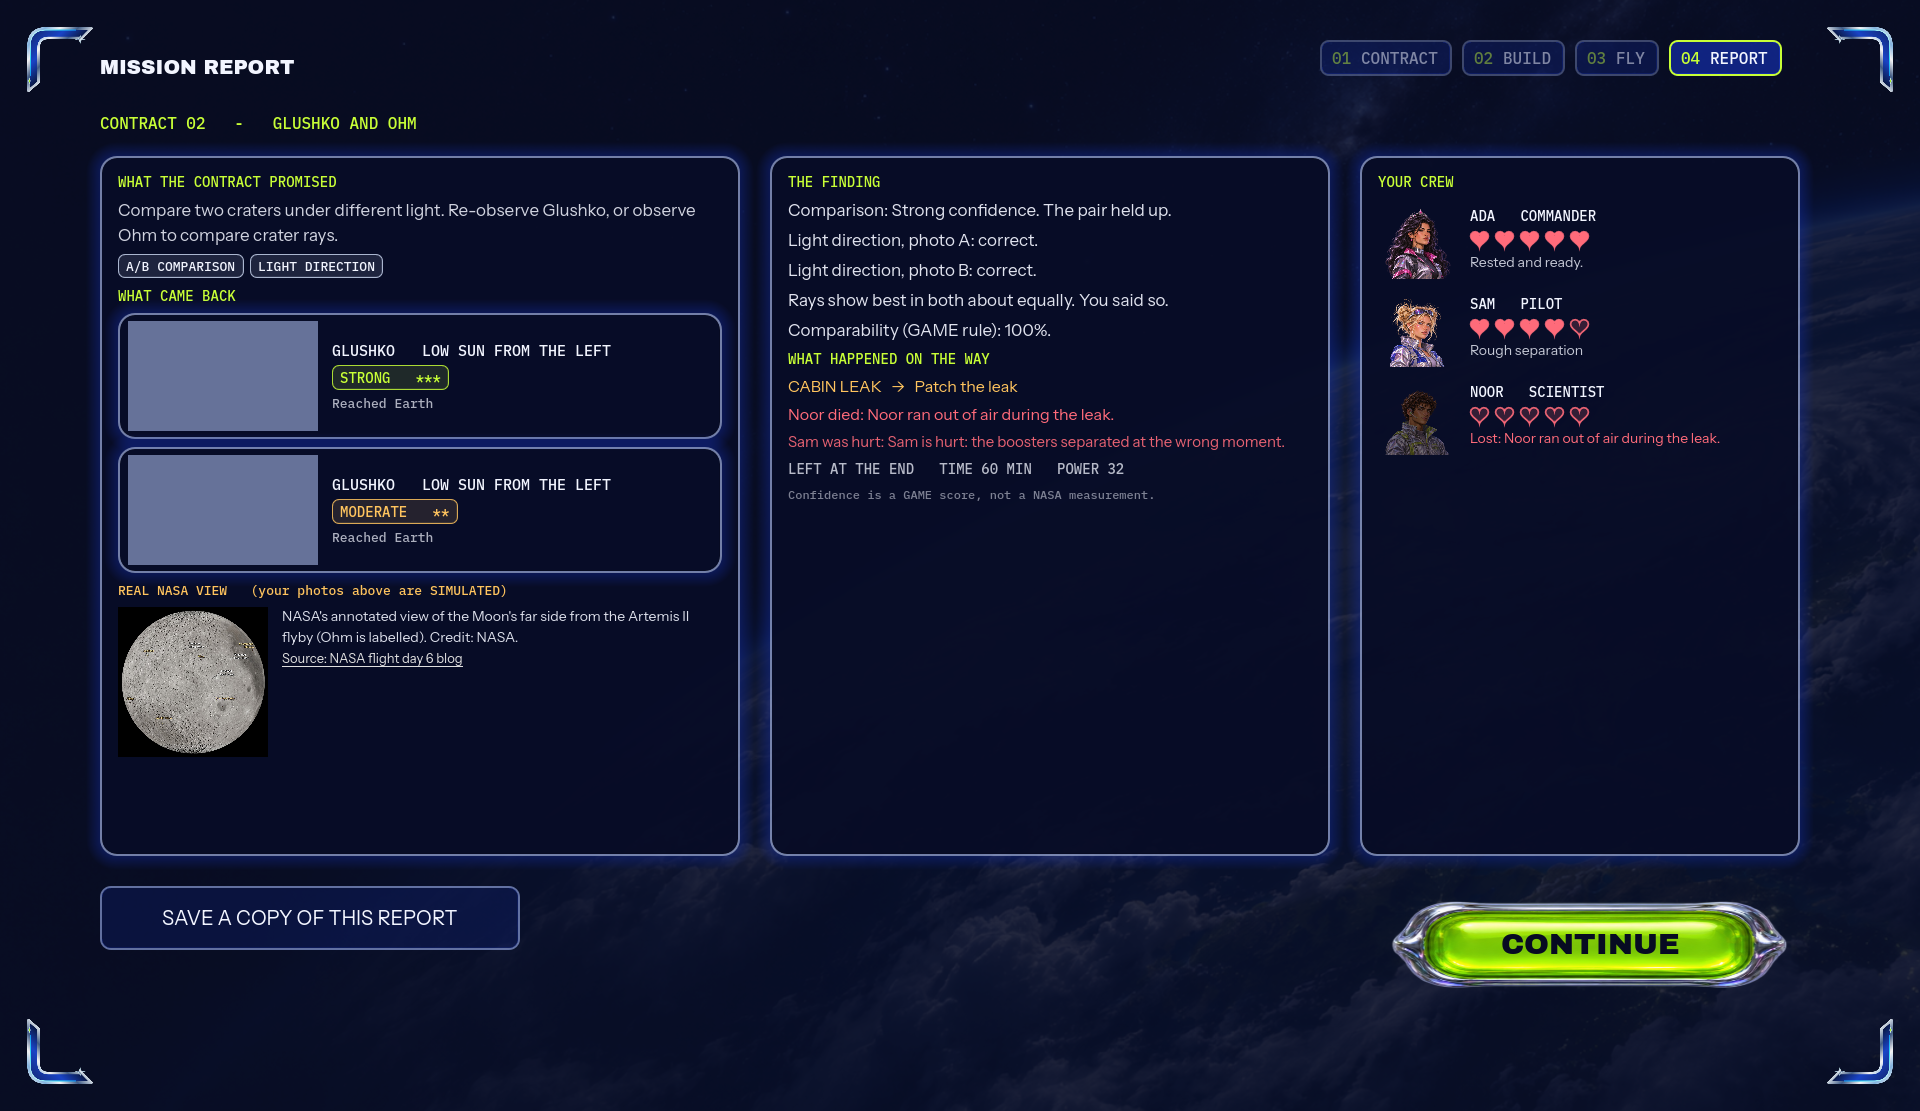 MISSION REPORT
01 CONTRACT
02 BUILD
03 FLY
04 REPORT
CONTRACT 02 - GLUSHKO AND OHM
WHAT THE CONTRACT PROMISED
Compare two craters under different light. Re-observe Glushko, or observe
Ohm to compare crater rays.
A/B COMPARISON
LIGHT DIRECTION
WHAT CAME BACK
GLUSHKO LOW SUN FROM THE LEFT
STRONG ***
Reached Earth
GLUSHKO LOW SUN FROM THE LEFT
MODERATE **
Reached Earth
REAL NASA VIEW (your photos above are SIMULATED)
NASA's annotated view of the Moon's far side from the Artemis II
flyby (Ohm is labelled). Credit: NASA.
Source: NASA flight day 6 blog
THE FINDING
Comparison: Strong confidence. The pair held up.
Light direction, photo A: correct.
Light direction, photo B: correct.
Rays show best in both about equally. You said so.
Comparability (GAME rule): 100%.
WHAT HAPPENED ON THE WAY
CABIN LEAK → Patch the leak
Noor died: Noor ran out of air during the leak.
Sam was hurt: Sam is hurt: the boosters separated at the wrong moment.
LEFT AT THE END TIME 60 MIN POWER 32
Confidence is a GAME score, not a NASA measurement.
YOUR CREW
ADA COMMANDER
Rested and ready.
SAM PILOT
Rough separation
NOOR SCIENTIST
Lost: Noor ran out of air during the leak.
SAVE A COPY OF THIS REPORT
CONTINUE